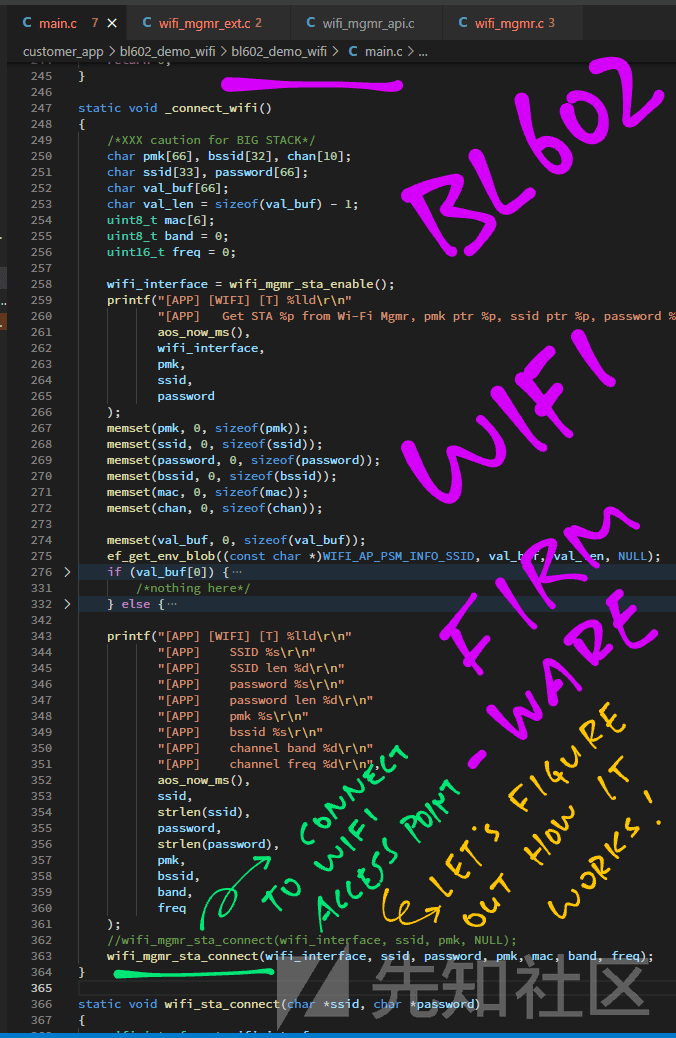 main.c 7 × wifi_mgmr_ext.c 2 wifi_mgmr_api.c wifi_mgmr.c 3
customer_app > bl602_demo_wifi > bl602_demo_wifi > main.c > ...
245 }
246
247 static void _connect_wifi()
248 {
249 /*XXX caution for BIG STACK*/
250 char pmk[66], bssid[32], chan[10];
251 char ssid[33], password[66];
252 char val_buf[66];
253 char val_len = sizeof(val_buf) - 1;
254 uint8_t mac[6];
255 uint8_t band = 0;
256 uint16_t freq = 0;
257
258 wifi_interface = wifi_mgmr_sta_enable();
259 printf("[APP] [WIFI] [T] %lld\r\n"
260 "[APP]   Get STA %p from Wi-Fi Mgmr, pmk ptr %p, ssid ptr %p, password %
261 aos_now_ms(),
262 wifi_interface,
263 pmk,
264 ssid,
265 password
266 );
267 memset(pmk, 0, sizeof(pmk));
268 memset(ssid, 0, sizeof(ssid));
269 memset(password, 0, sizeof(password));
270 memset(bssid, 0, sizeof(bssid));
271 memset(mac, 0, sizeof(mac));
272 memset(chan, 0, sizeof(chan));
273
274 memset(val_buf, 0, sizeof(val_buf));
275 ef_get_env_blob((const char *)WIFI_AP_PSM_INFO_SSID, val_buf, val_len, NULL);
276 > if (val_buf[0]) {...
331 /*nothing here*/
332 > } else {...
342
343 printf("[APP] [WIFI] [T] %lld\r\n"
344 "[APP]    SSID %s\r\n"
345 "[APP]    SSID len %d\r\n"
346 "[APP]    password %s\r\n"
347 "[APP]    password len %d\r\n"
348 "[APP]    pmk %s\r\n"
349 "[APP]    bssid %s\r\n"
350 "[APP]    channel band %d\r\n"
351 "[APP]    channel freq %d\r\n",
352 aos_now_ms(),
353 ssid,
354 strlen(ssid),
355 password,
356 strlen(password),
357 pmk,
358 bssid,
359 band,
360 freq
361 );
362 //wifi_mgmr_sta_connect(wifi_interface, ssid, pmk, NULL);
363 wifi_mgmr_sta_connect(wifi_interface, ssid, password, pmk, mac, band, freq);
364 }
365
366 static void wifi_sta_connect(char *ssid, char *password)
367 {
BL602
WIFI
FIRM
-WARE
CONNECT
TO WIFI
ACCESS POINT
LET'S FIGURE
OUT HOW IT
WORKS!
先知社区